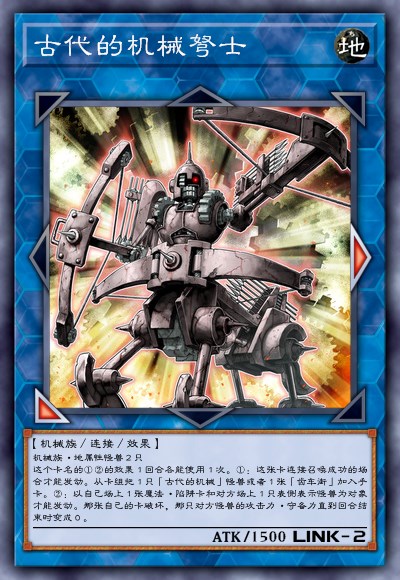 古代的机械弩士
地
【机械族／连接／效果】
机械族·地属性怪兽2只
这个卡名的①②的效果1回合各能使用1次。①：这张卡连接召唤成功的场
合才能发动。从卡组把1只「古代的机械」怪兽或者1张「齿车街」加入手
卡。②：以自己场上1张魔法·陷阱卡和对方场上1只表侧表示怪兽为对象
才能发动。那张自己的卡破坏，那只对方怪兽的攻击力·守备力直到回合结
束时变成0。
ATK/1500 LINK-2